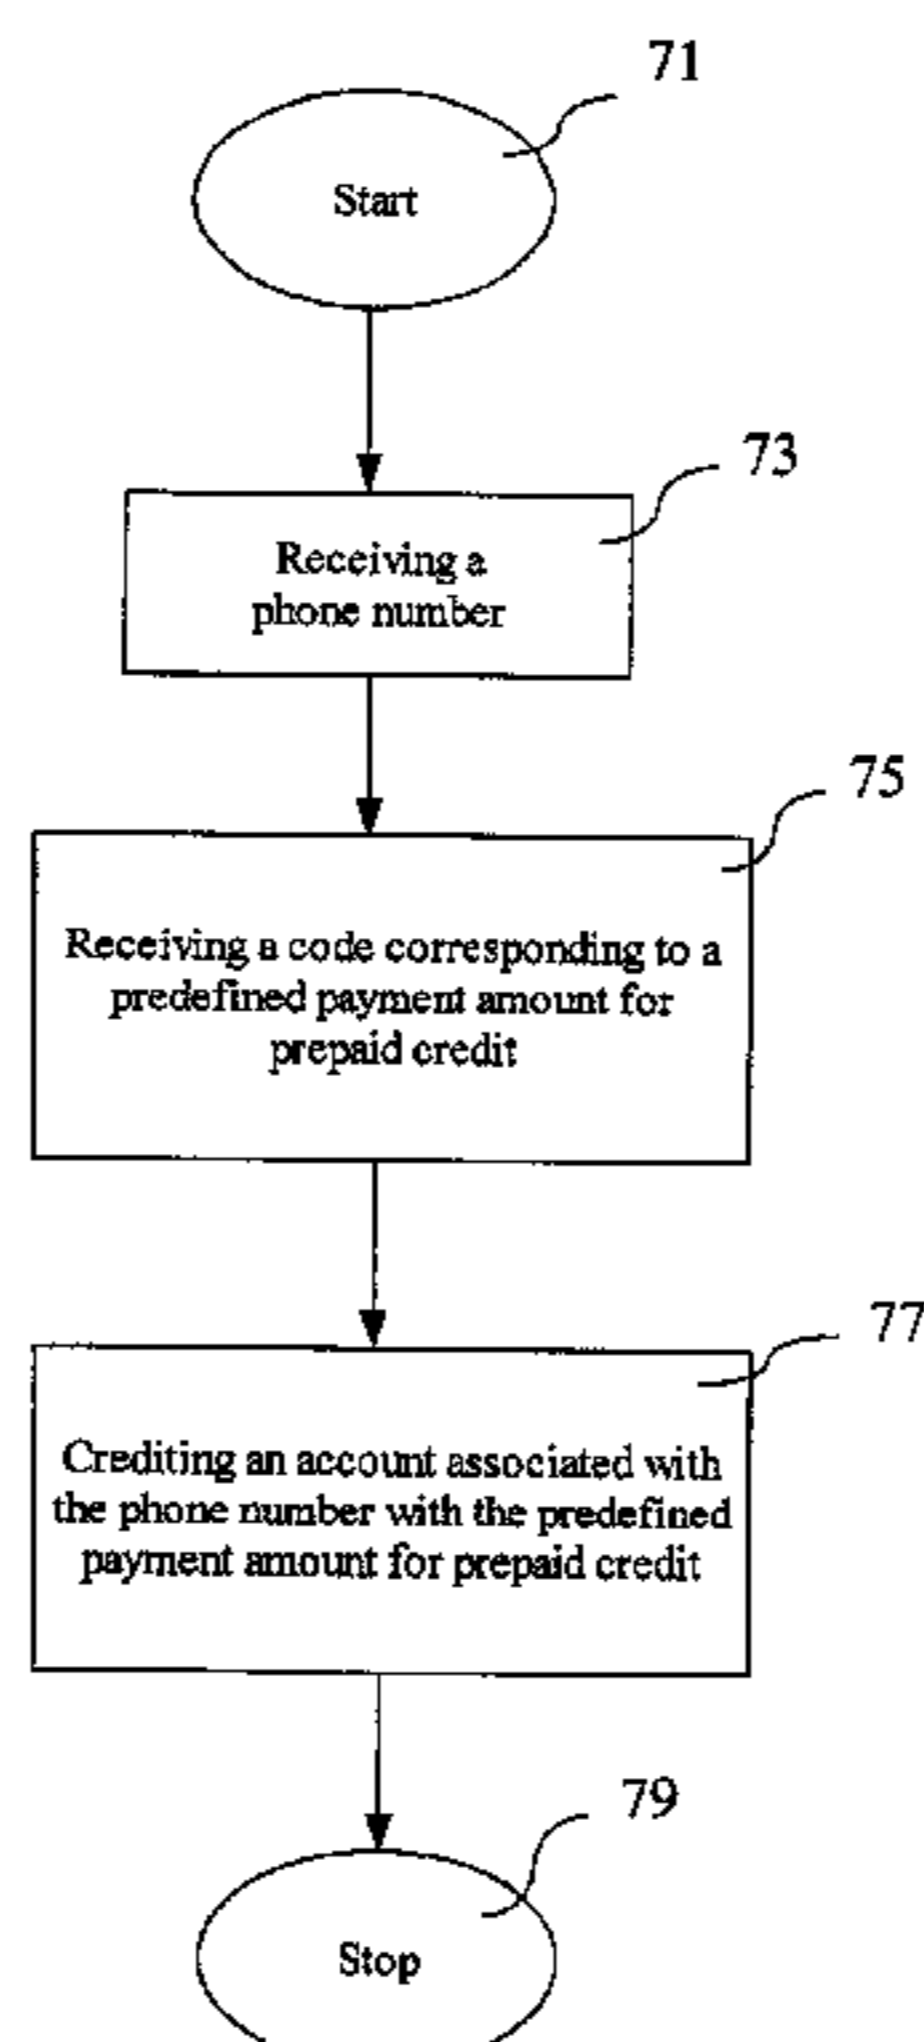 71
Start
73
Receiving a
phone number
75
Receiving a code corresponding to a
predefined payment amount for
prepaid credit
77
Crediting an account associated with
the phone number with the predefined
payment amount for prepaid credit
79
Stop